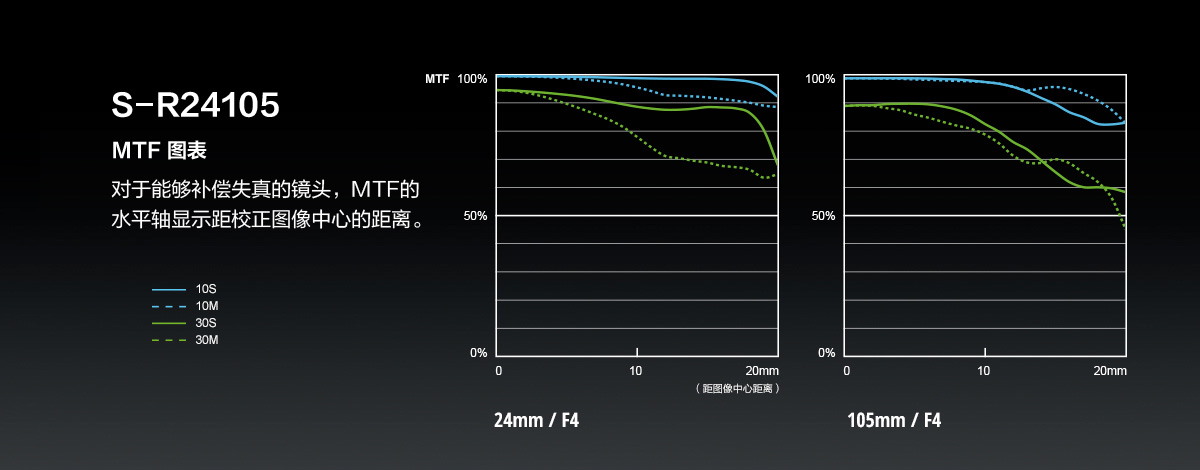 S-R24105
MTF 图表
对于能够补偿失真的镜头，MTF的
水平轴显示距校正图像中心的距离。
10S
10M
30S
30M
MTF 100%
50%
0%
0 10 20mm
（距图像中心距离）
24mm / F4
100%
50%
0%
0 10 20mm
105mm / F4